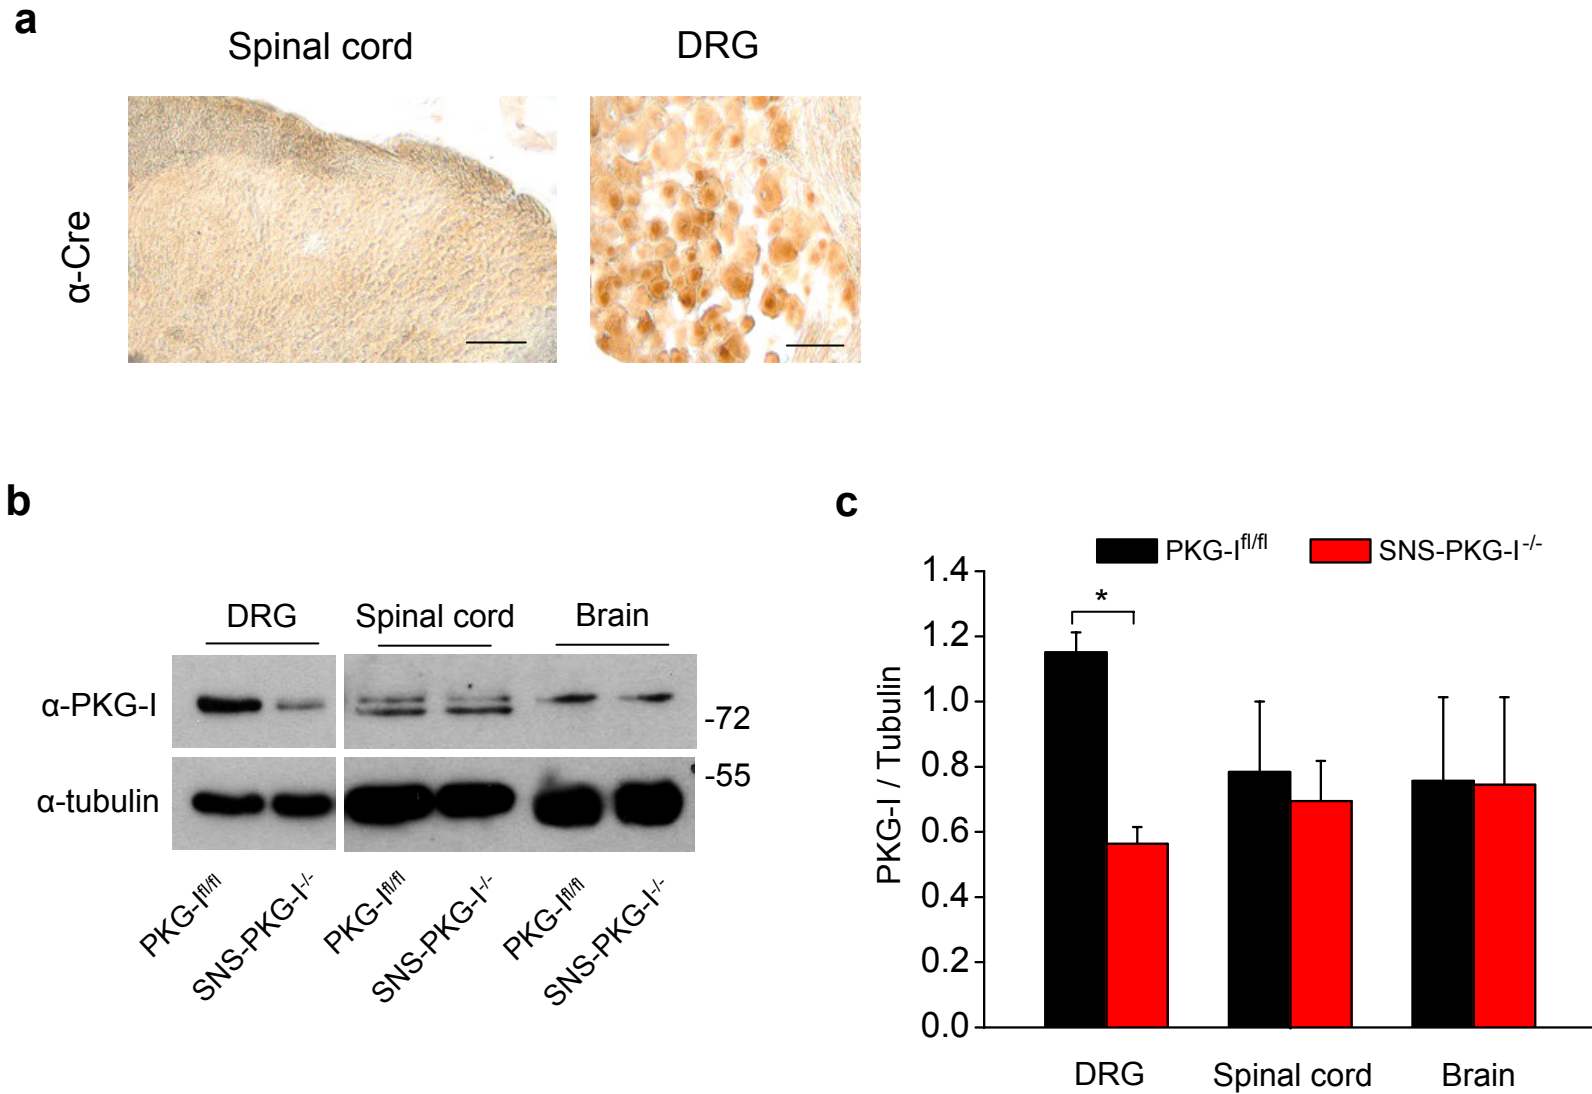 a
Spinal cord
DRG
α-Cre
b
DRG
Spinal cord
Brain
α-PKG-I
-72
-55
α-tubulin
PKG-Ifl/fl
SNS-PKG-I-/-
PKG-Ifl/fl
SNS-PKG-I-/-
PKG-Ifl/fl
SNS-PKG-I-/-
c
PKG-Ifl/fl
SNS-PKG-I-/-
PKG-I / Tubulin
1.4
1.2
1.0
0.8
0.6
0.4
0.2
0.0
*
DRG
Spinal cord
Brain